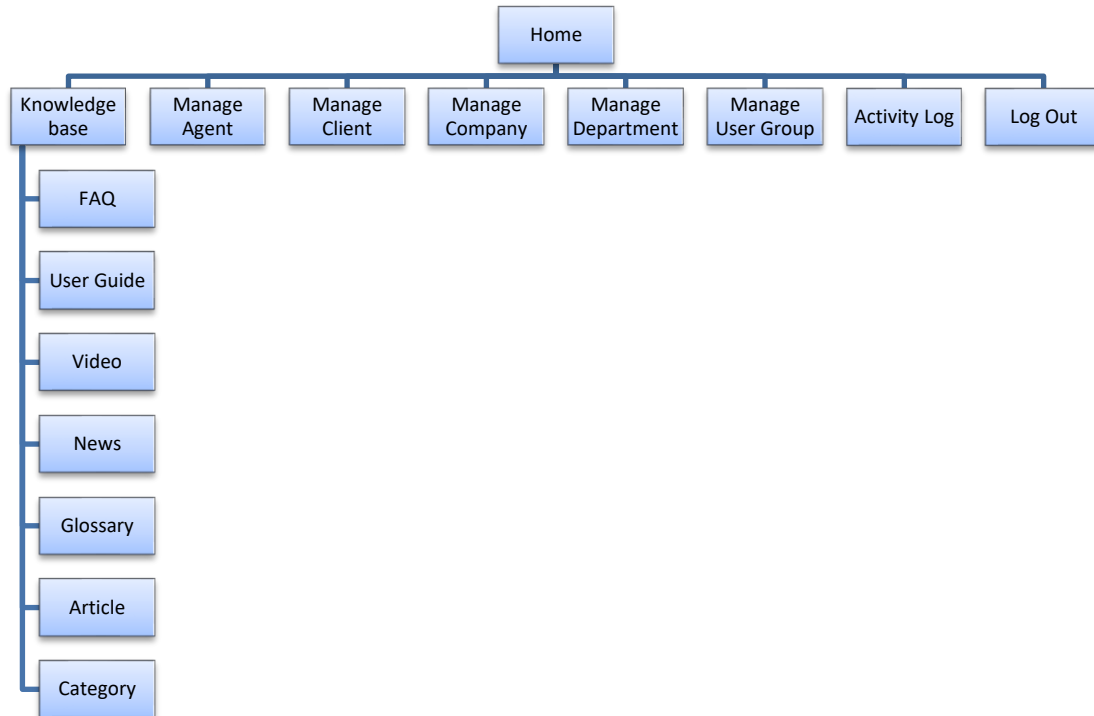 Home
Knowledge
base
Manage
Agent
Manage
Client
Manage
Company
Manage
Department
Manage
User Group
Activity Log
Log Out
FAQ
User Guide
Video
News
Glossary
Article
Category